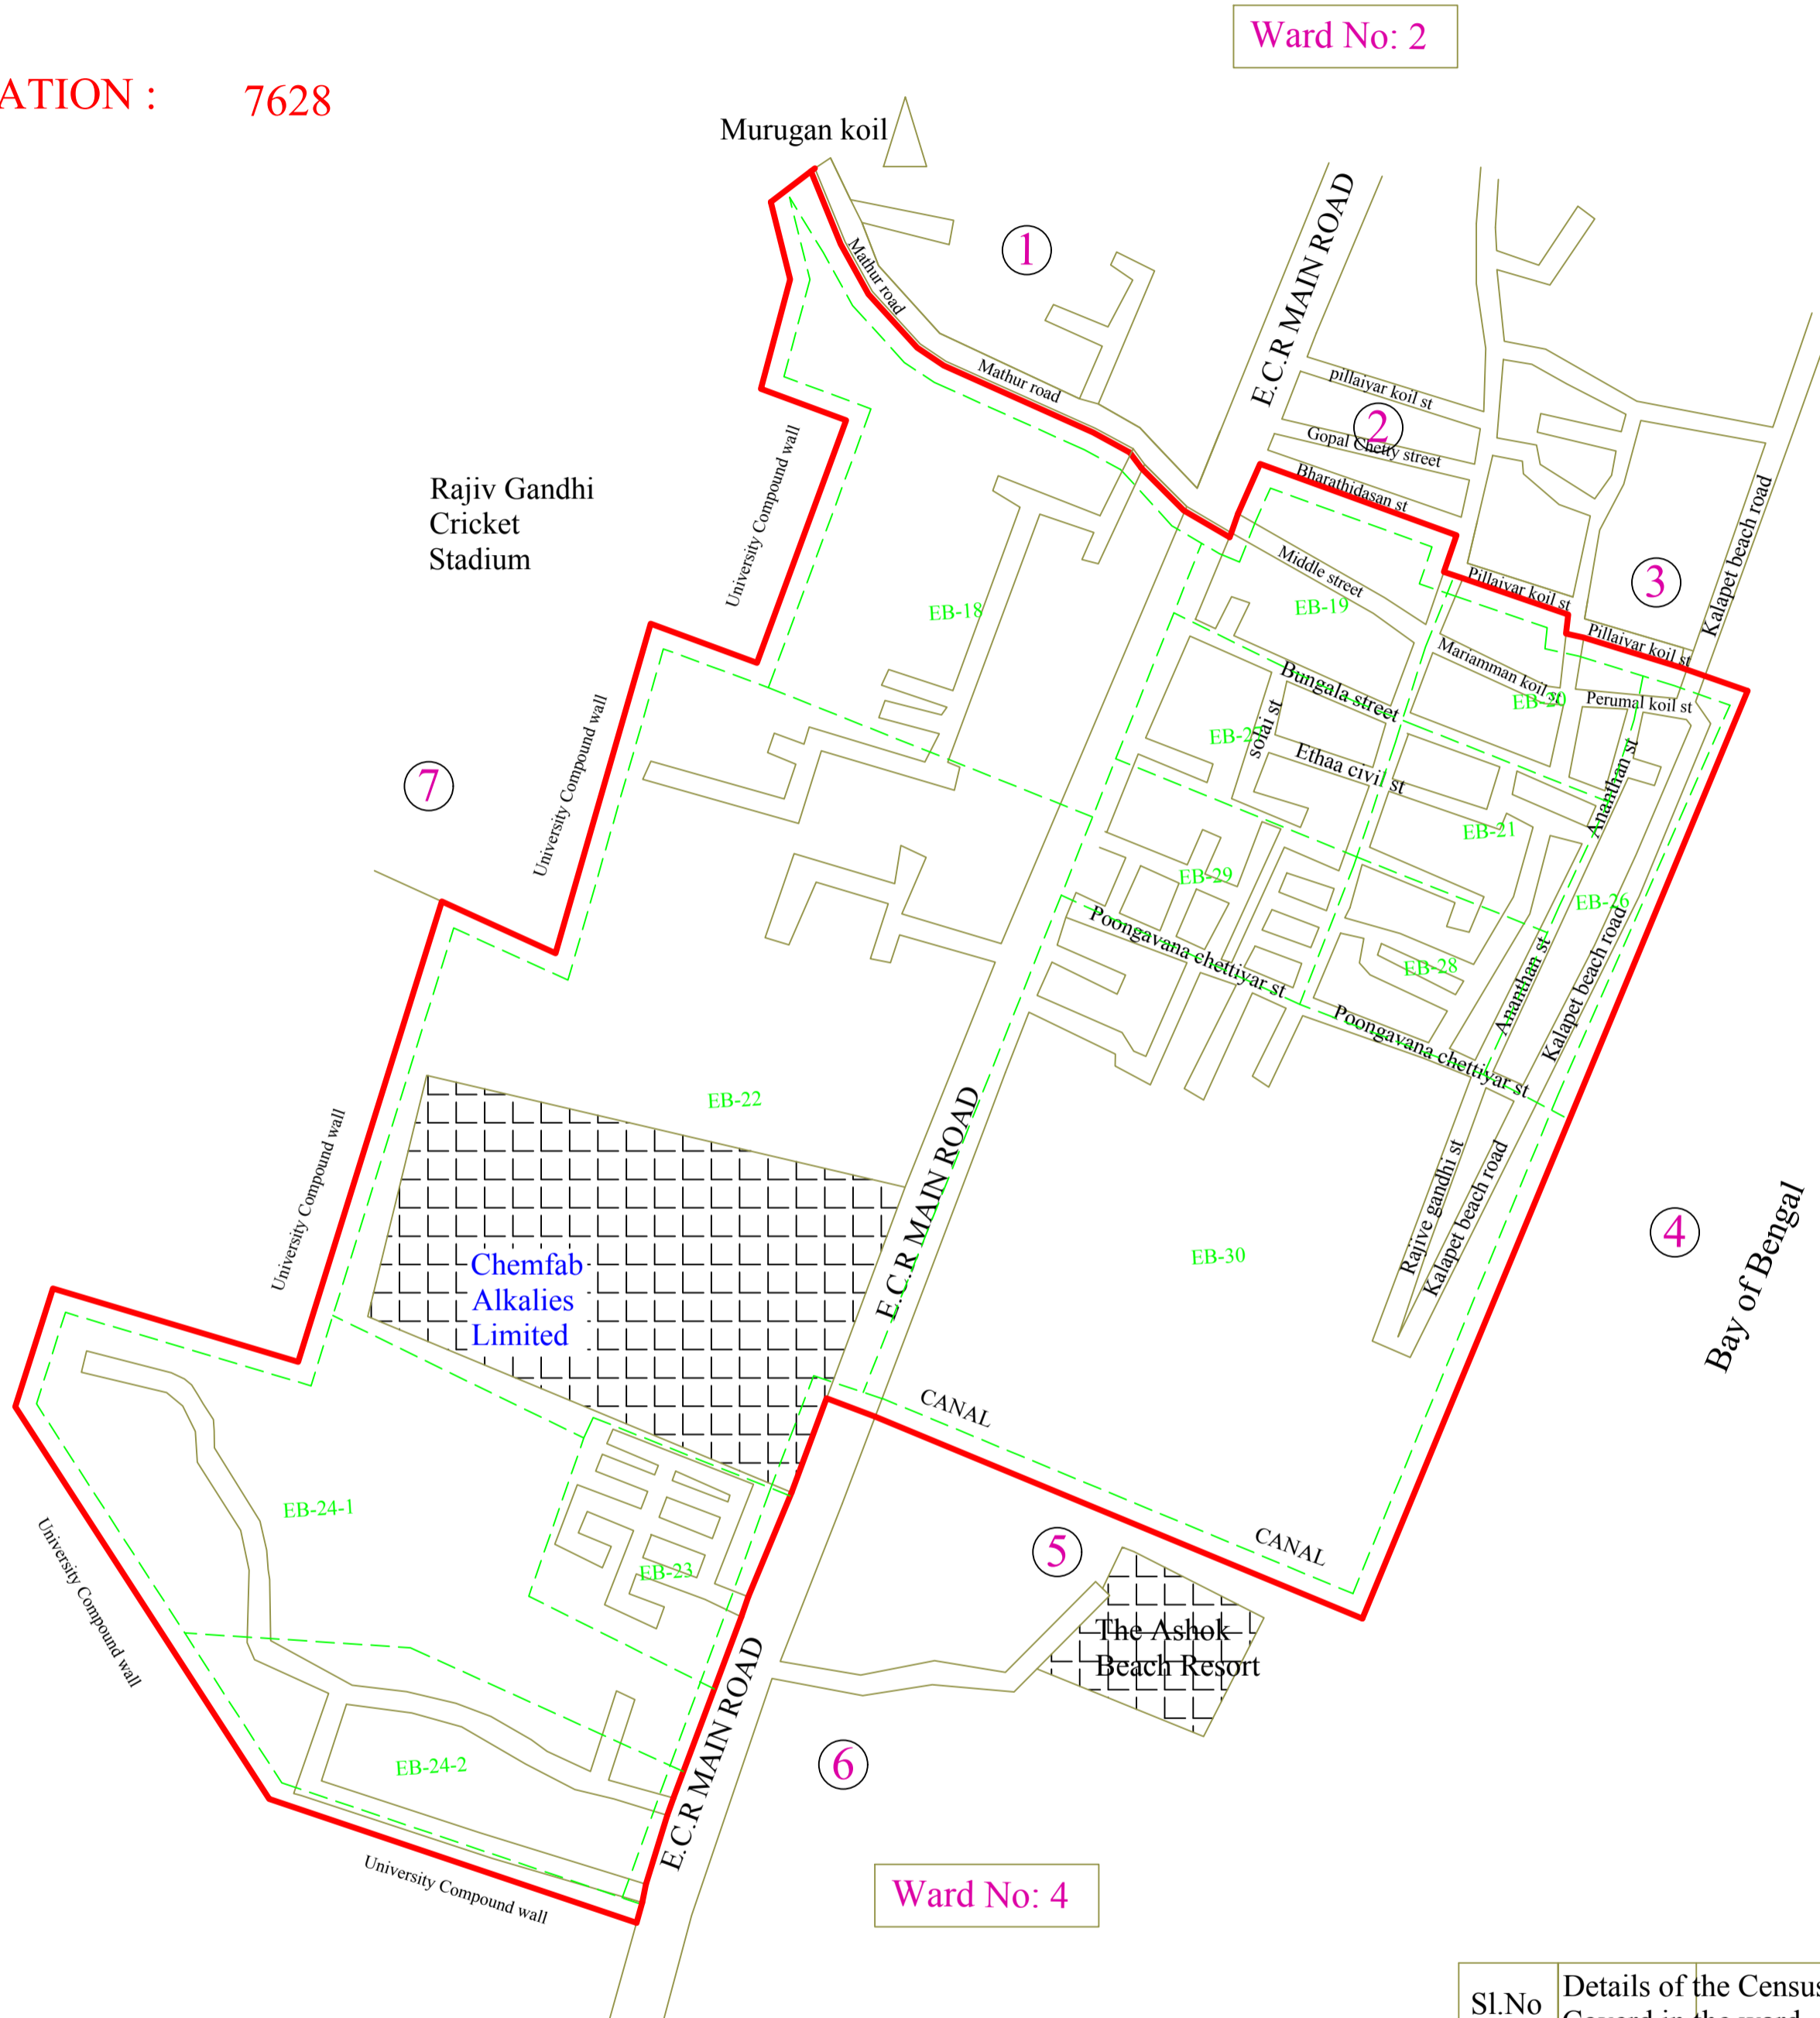 Ward No: 2
ATION : 7628
Murugan koil
1
E.C.R MAIN ROAD
Mathur road
Mathur road
pillaiyar koil st
2
Gopal Chetty street
Bharathidasan st
Rajiv Gandhi
Cricket
Stadium
University Compound wall
Kalapet beach road
Middle street
Pillaiyar koil st
3
EB-18
EB-19
Pillaiyar koil st
Mariamman koil st
Bungala street
EB-20
Perumal koil st
solai st
Ethaa civil st
Ananthan st
7
University Compound wall
EB-21
EB-29
EB-26
Poongavana chettiyar st
EB-28
Ananthan st
Kalapet beach road
Poongavana chettiyar st
EB-22
E.C.R MAIN ROAD
University Compound wall
Rajive gandhi st
Kalapet beach road
4
Bay of Bengal
EB-30
Chemfab
Alkalies
Limited
CANAL
EB-24-1
CANAL
5
EB-23
University Compound wall
The Ashok
Beach Resort
E.C.R MAIN ROAD
EB-24-2
6
University Compound wall
Ward No: 4
Sl.No
Details of the Census